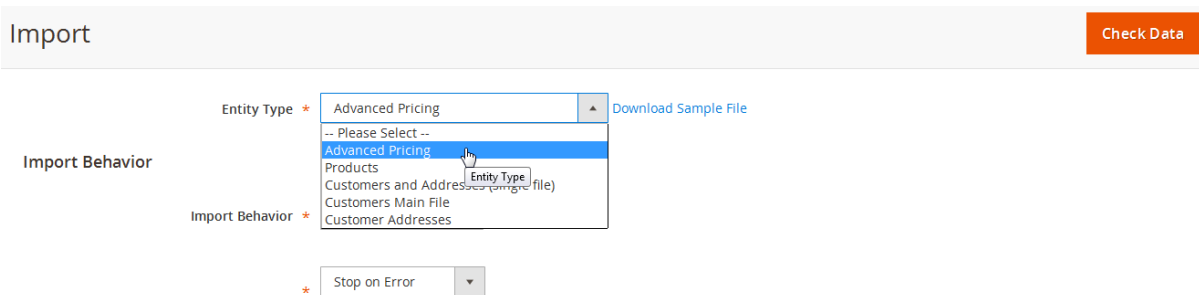 Import
Check Data
Entity Type *
Advanced Pricing
Download Sample File
-- Please Select --
Advanced Pricing
Products
Entity Type
Customers and Addresses (single file)
Customers Main File
Customer Addresses
Import Behavior
Import Behavior *
* Stop on Error